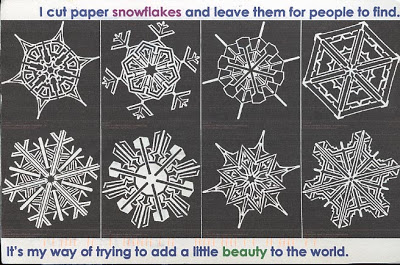 I cut paper snowflakes and leave them for people to find.
It's my way of trying to add a little beauty to the world.